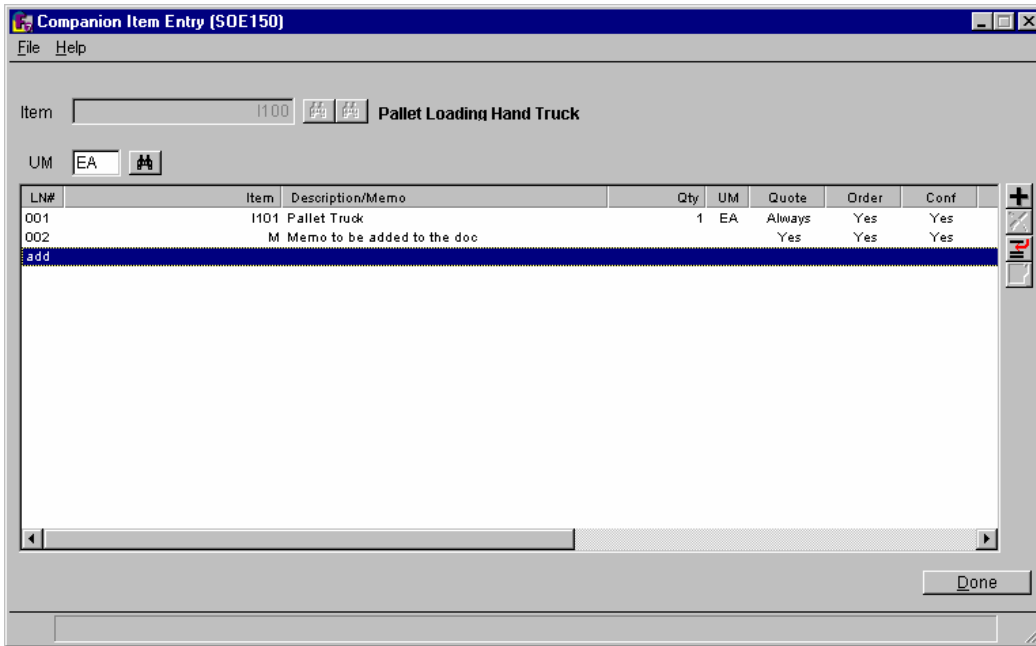 Companion Item Entry (SOE150)
File Help
Item I100 Pallet Loading Hand Truck
UM EA
LN# Item Description/Memo Qty UM Quote Order Conf
001 I101 Pallet Truck 1 EA Always Yes Yes
002 M Memo to be added to the doc Yes Yes Yes
add
Done